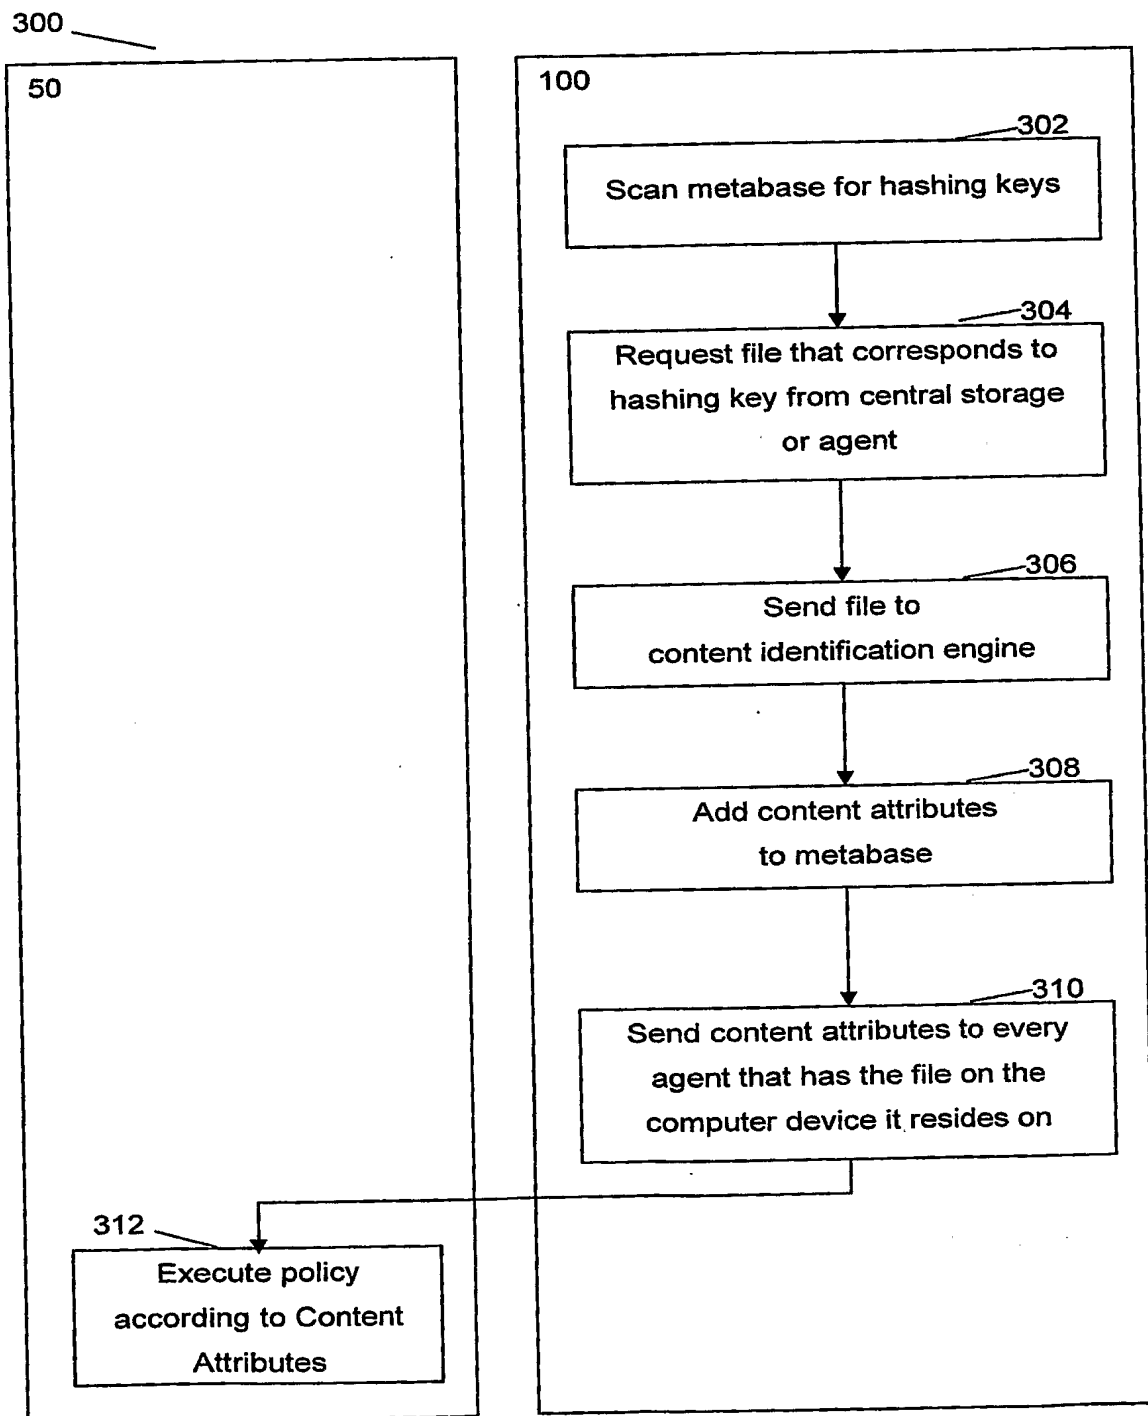 300
50
100
302
Scan metabase for hashing keys
304
Request file that corresponds to
hashing key from central storage
or agent
306
Send file to
content identification engine
308
Add content attributes
to metabase
310
Send content attributes to every
agent that has the file on the
computer device it resides on
312
Execute policy
according to Content
Attributes